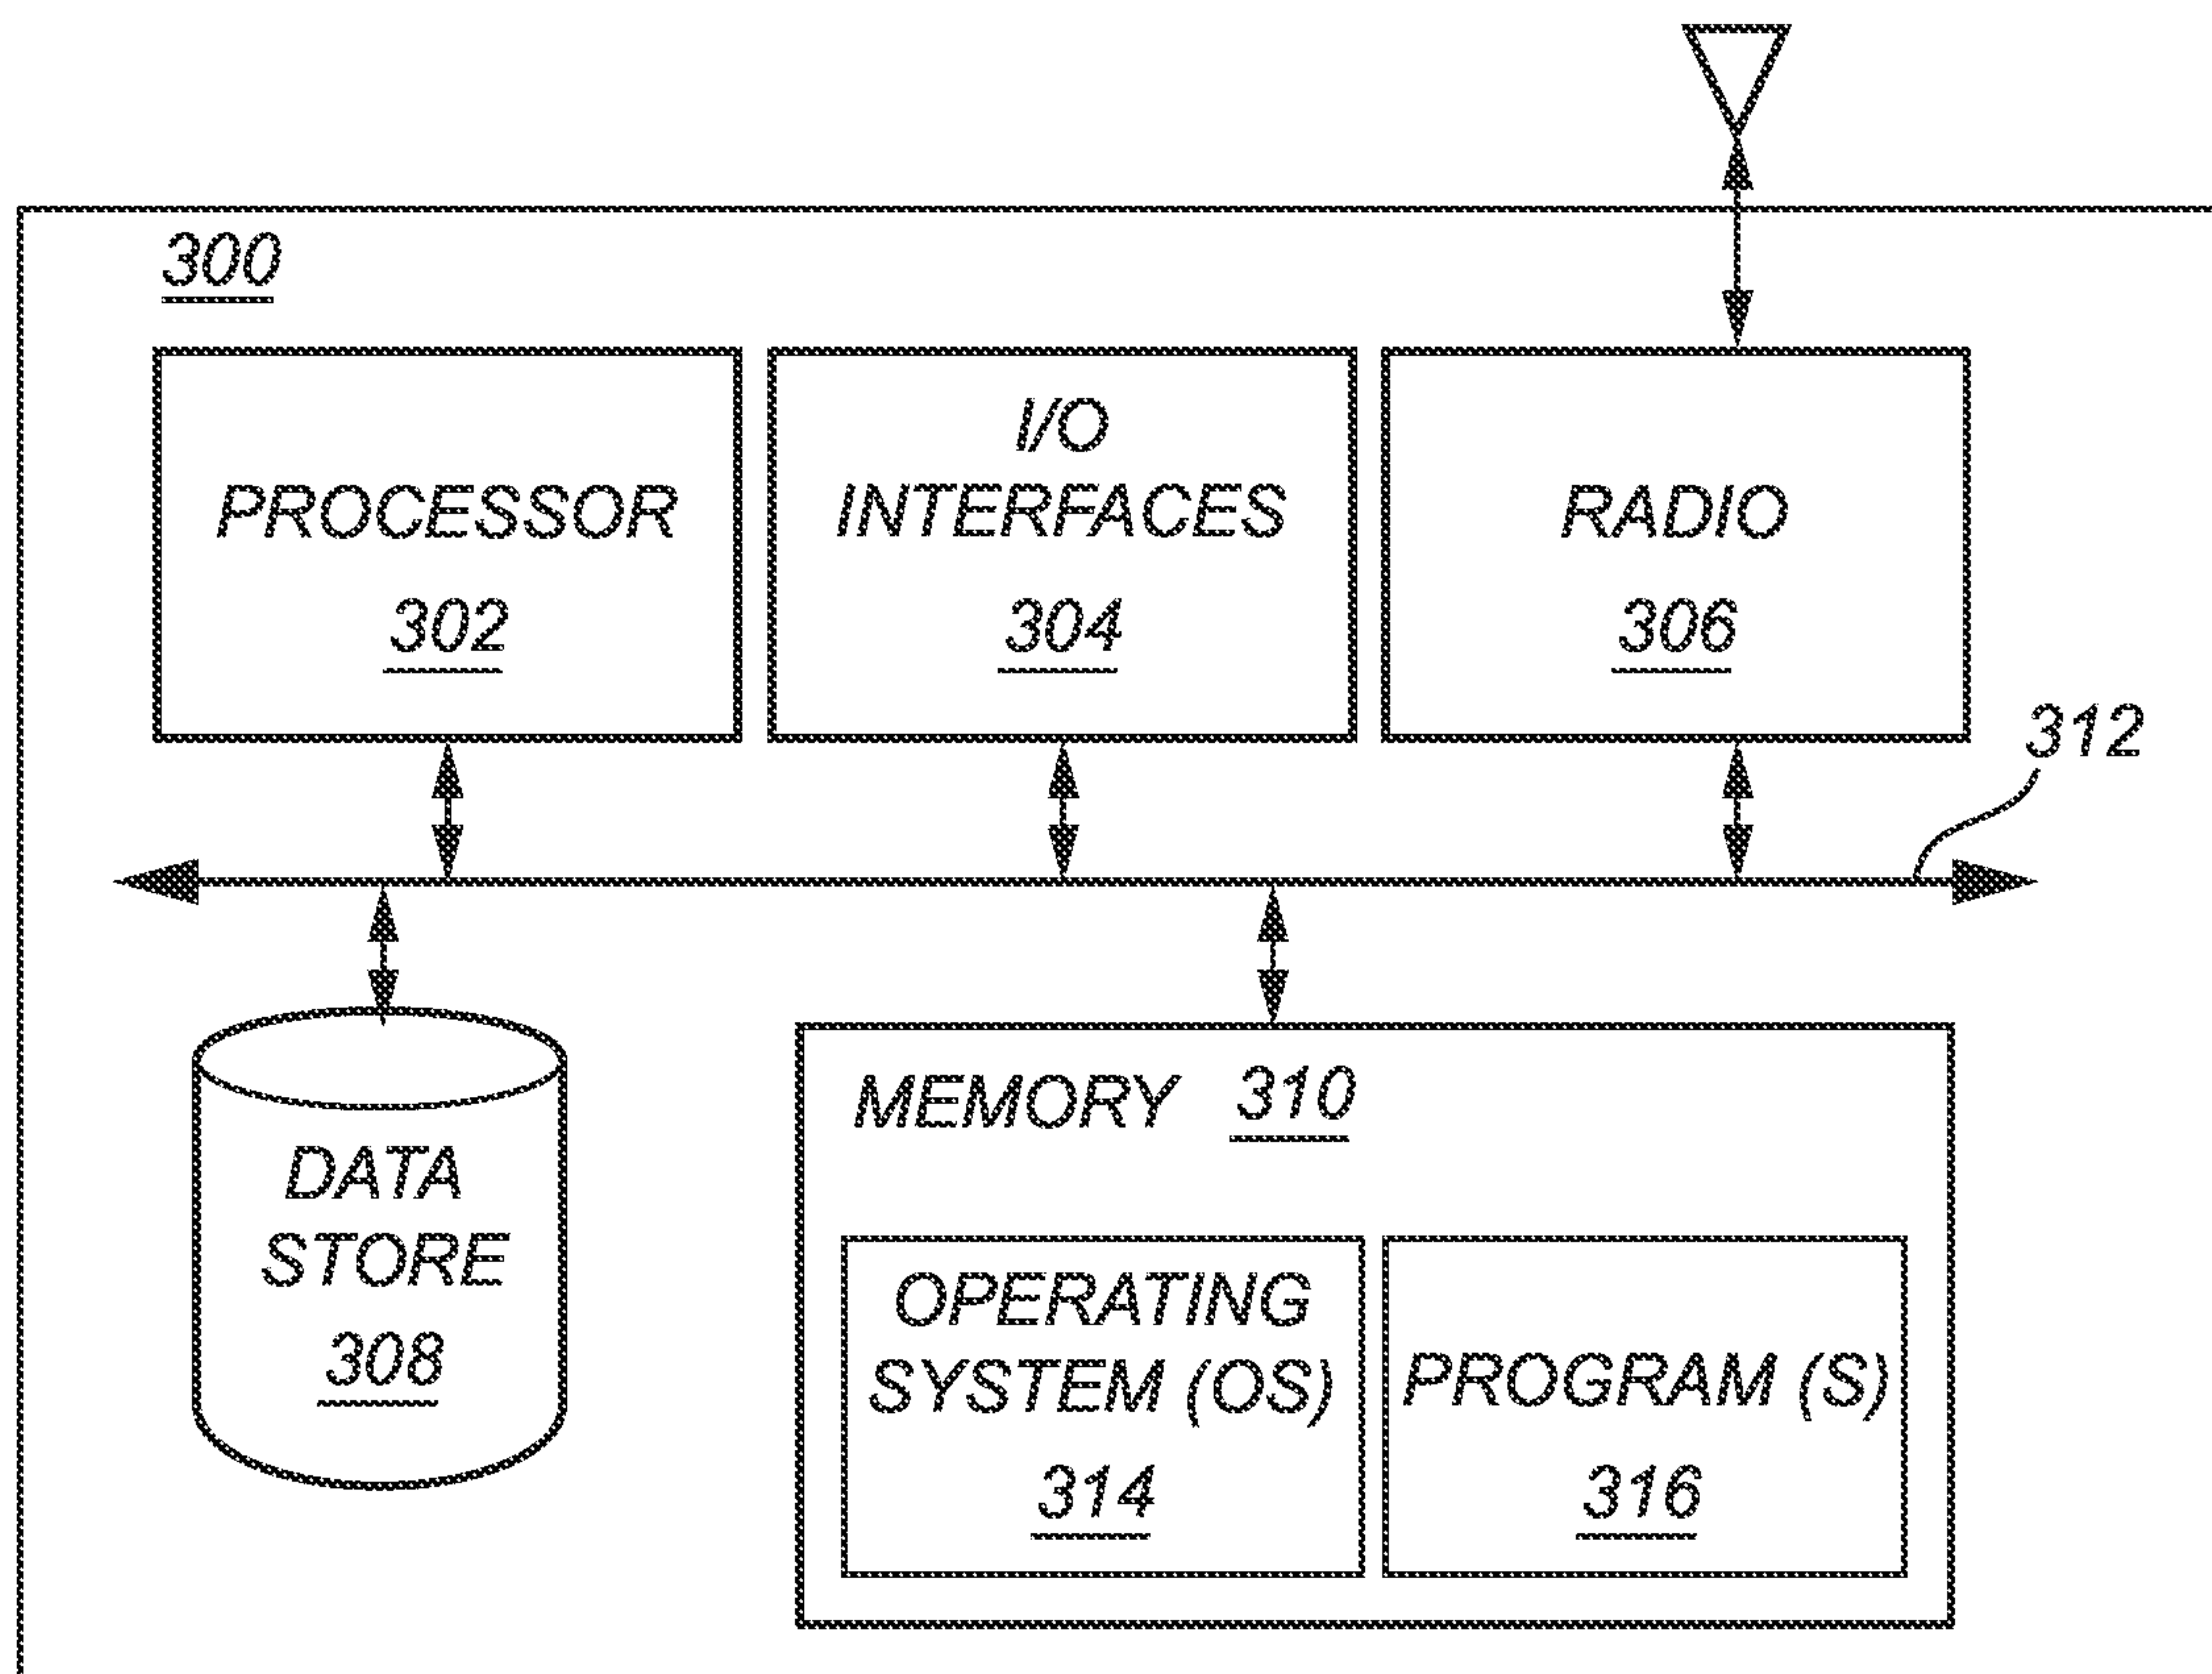 300
PROCESSOR
302
I/O
INTERFACES
304
RADIO
306
312
DATA
STORE
308
MEMORY 310
OPERATING
SYSTEM (OS)
314
PROGRAM (S)
316